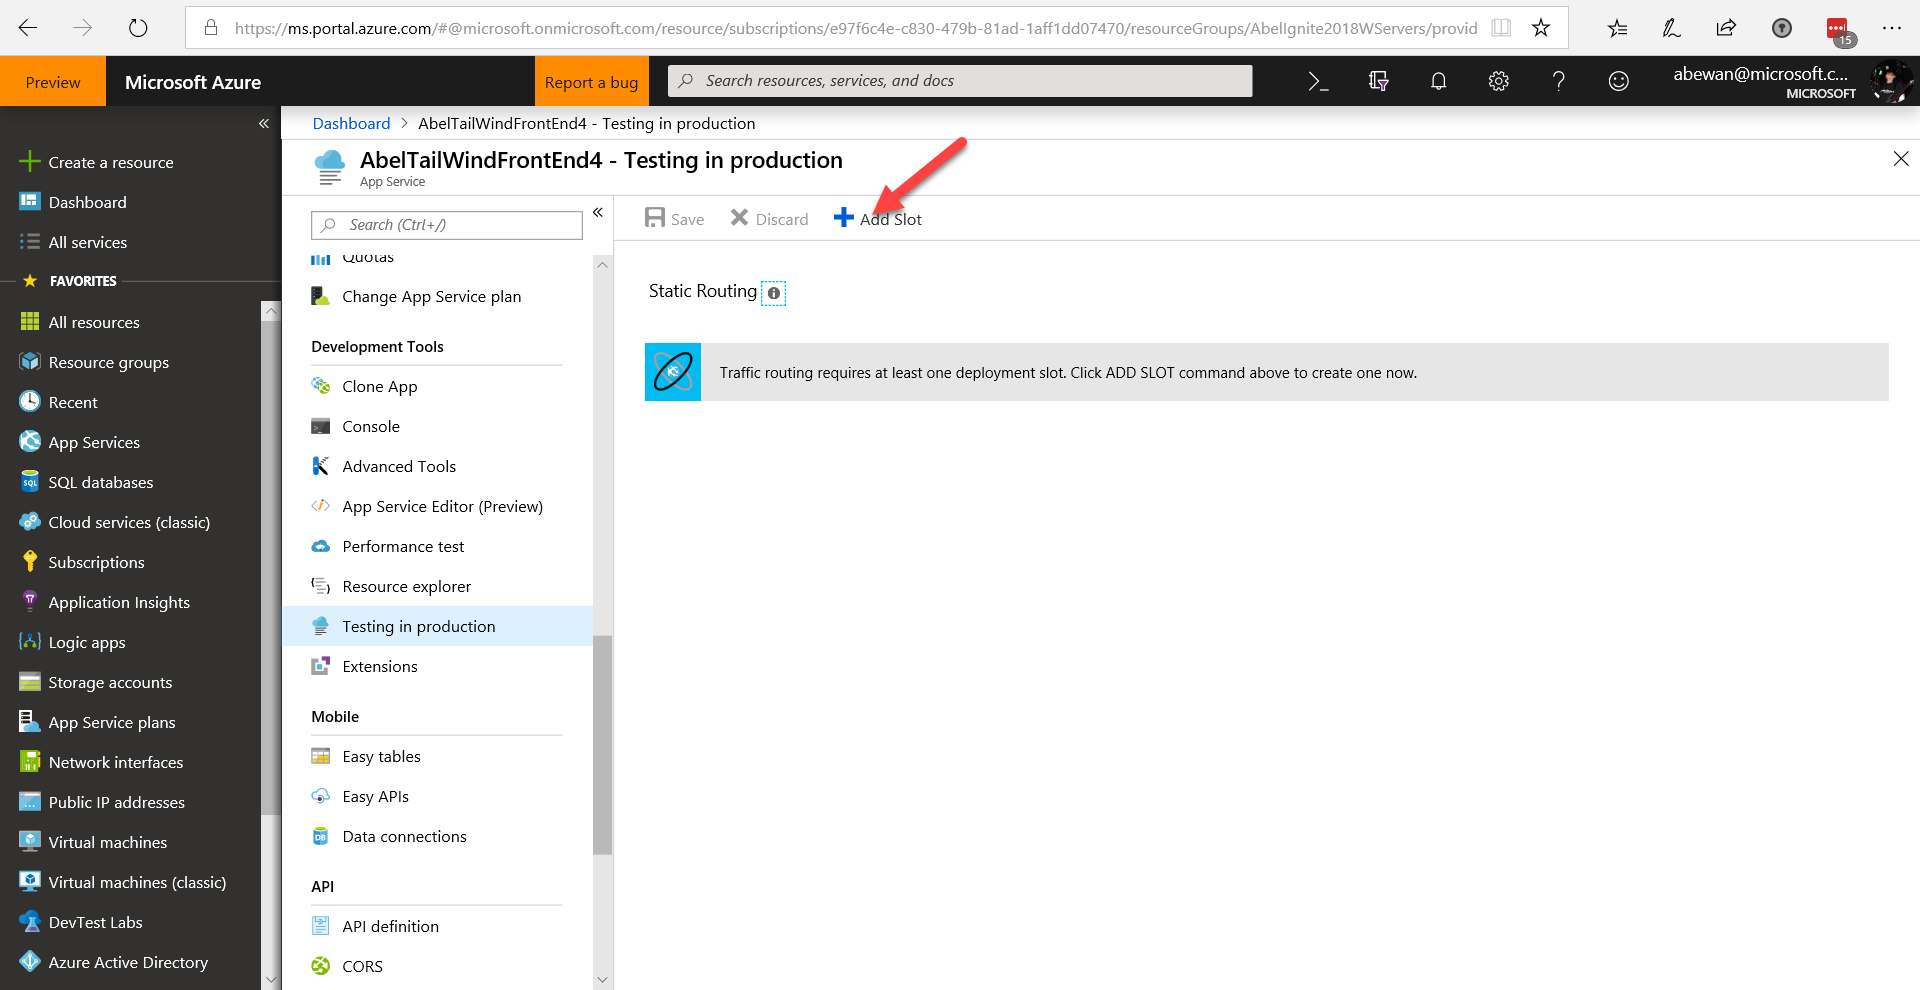 https://ms.portal.azure.com/#@microsoft.onmicrosoft.com/resource/subscriptions/e97f6c4e-c830-479b-81ad-1aff1dd07470/resourceGroups/AbelIgnite2018WServers/provid
15
Preview
Microsoft Azure
Report a bug
Search resources, services, and docs
abewan@microsoft.c...
MICROSOFT
Dashboard > AbelTailWindFrontEnd4 - Testing in production
AbelTailWindFrontEnd4 - Testing in production
App Service
Create a resource
Dashboard
All services
FAVORITES
All resources
Resource groups
Recent
App Services
SQL databases
Cloud services (classic)
Subscriptions
Application Insights
Logic apps
Storage accounts
App Service plans
Network interfaces
Public IP addresses
Virtual machines
Virtual machines (classic)
DevTest Labs
Azure Active Directory
Search (Ctrl+/)
Quotas
Change App Service plan
Development Tools
Clone App
Console
Advanced Tools
App Service Editor (Preview)
Performance test
Resource explorer
Testing in production
Extensions
Mobile
Easy tables
Easy APIs
Data connections
API
API definition
CORS
Save
Discard
Add Slot
Static Routing
Traffic routing requires at least one deployment slot. Click ADD SLOT command above to create one now.